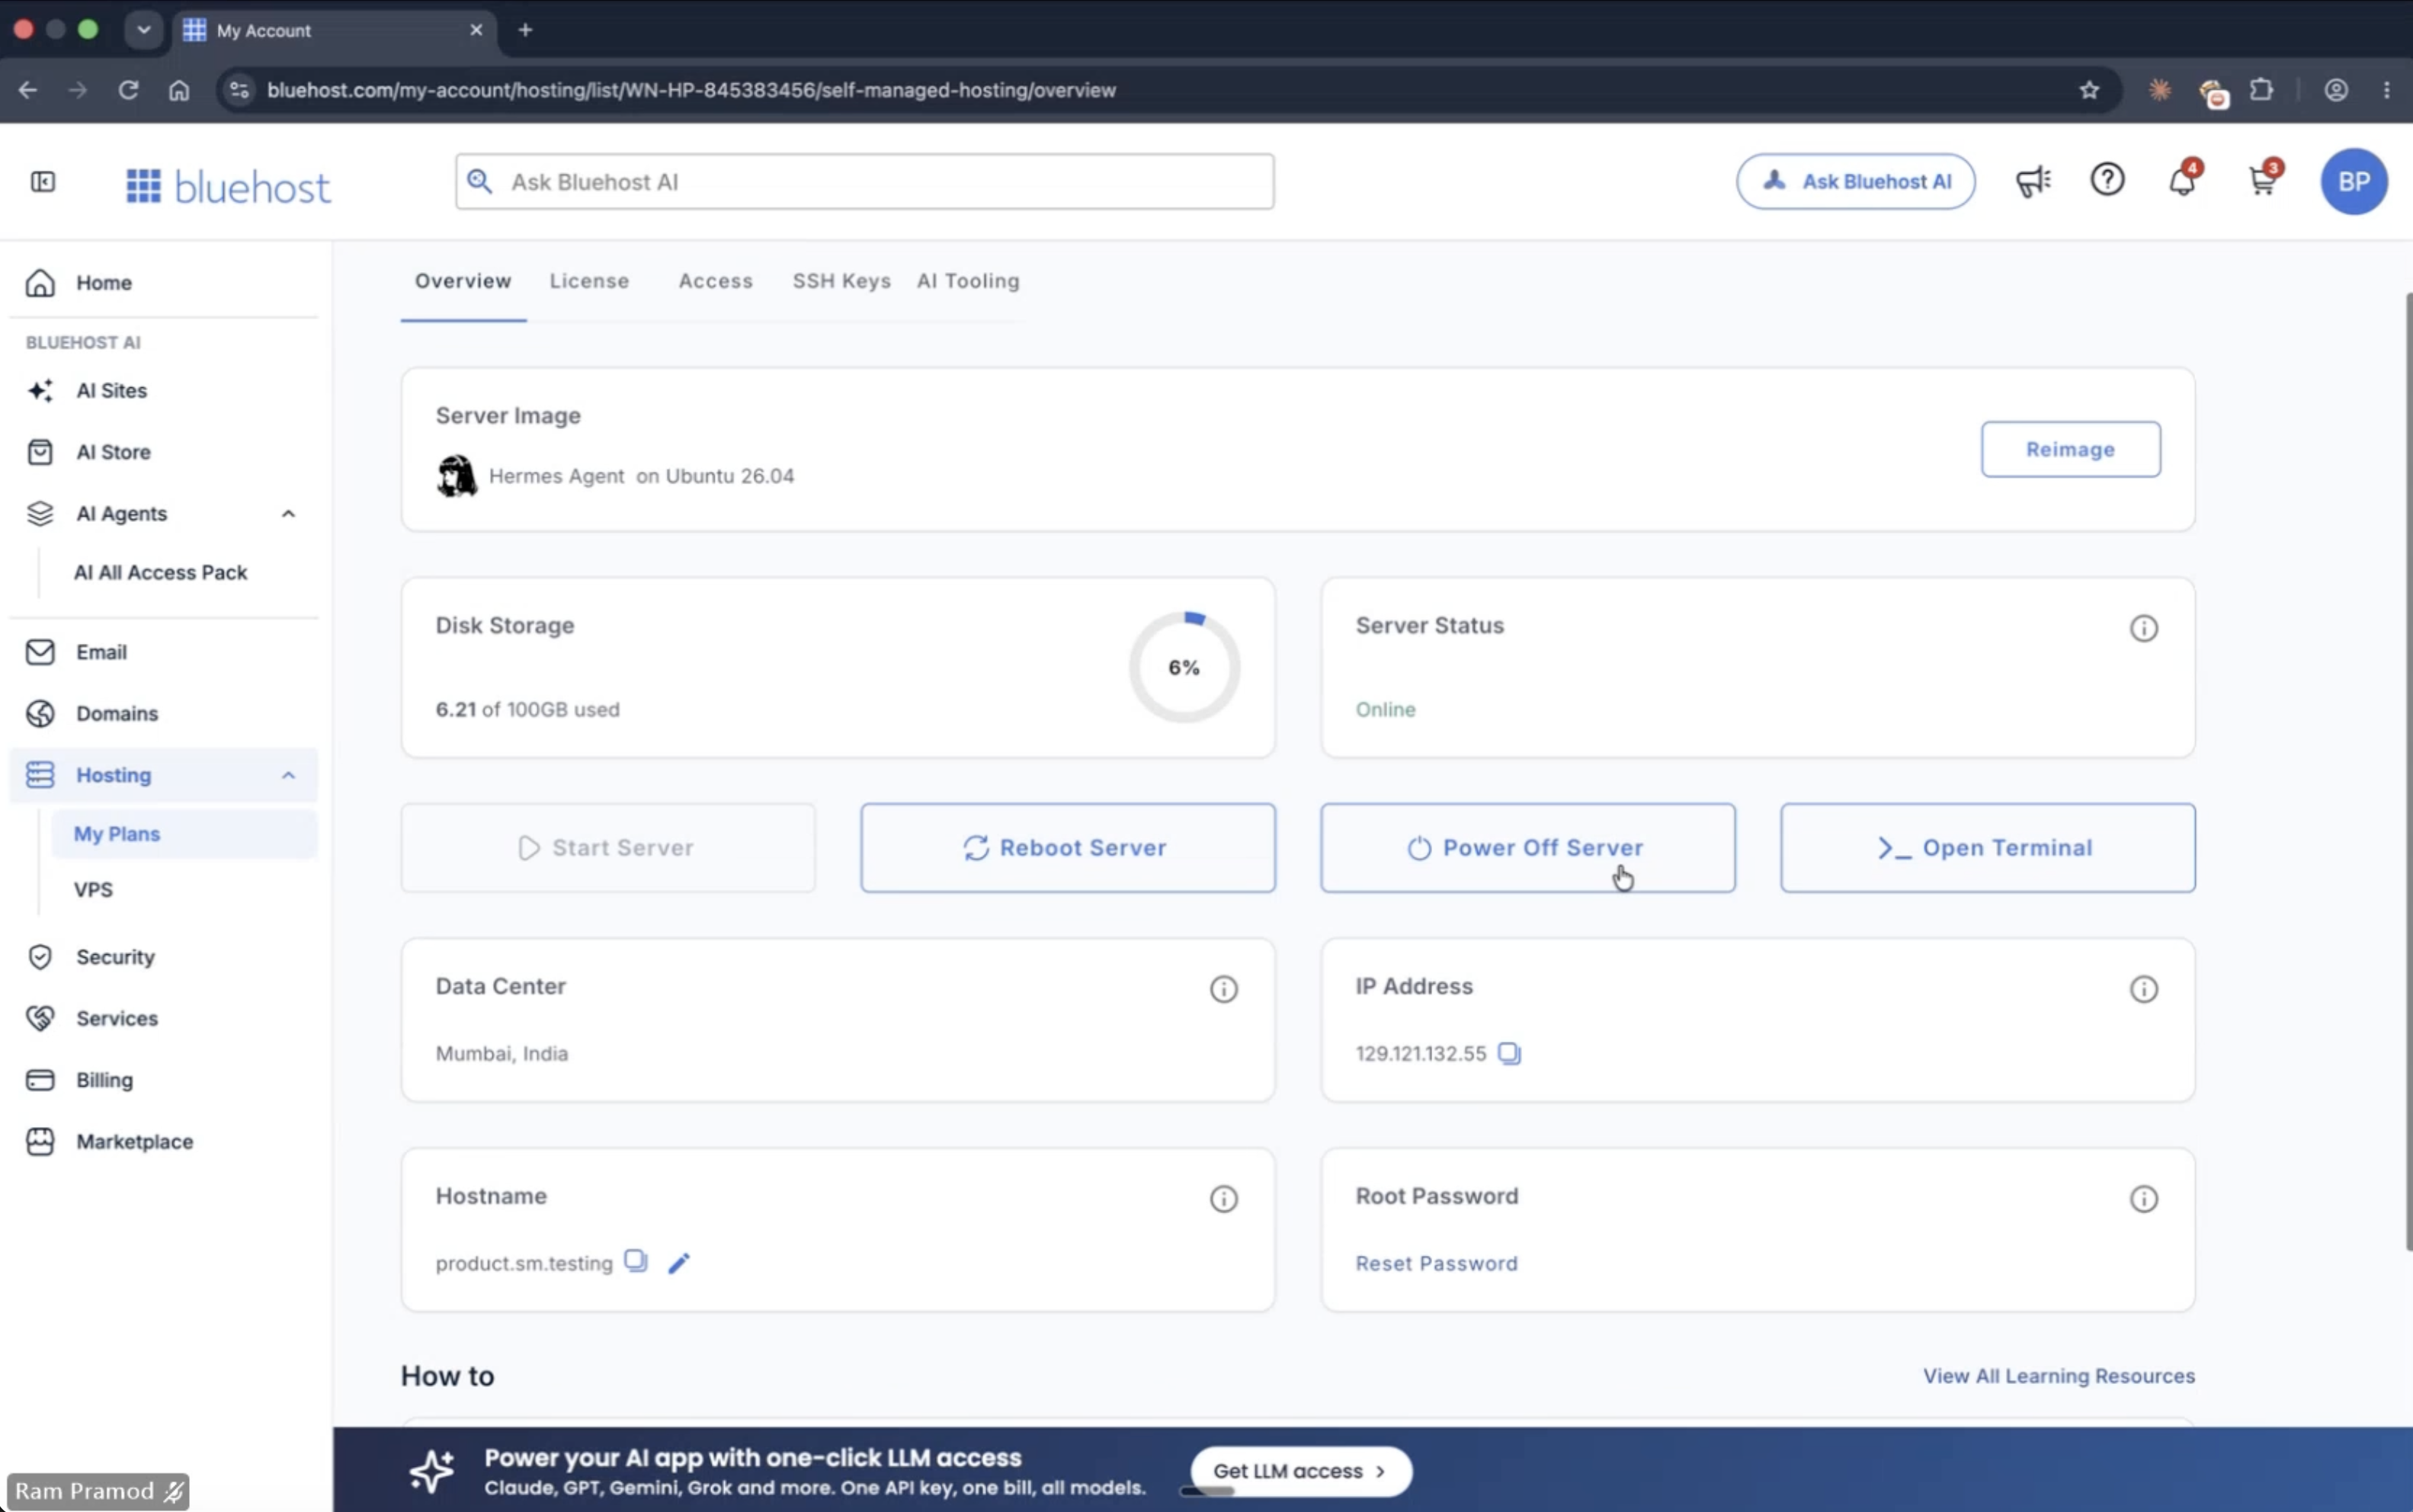 My Account
bluehost.com/my-account/hosting/list/WN-HP-845383456/self-managed-hosting/overview
bluehost
Ask Bluehost AI
Ask Bluehost AI
4
3
BP
Home
BLUEHOST AI
AI Sites
AI Store
AI Agents
AI All Access Pack
Email
Domains
Hosting
My Plans
VPS
Security
Services
Billing
Marketplace
Overview License Access SSH Keys AI Tooling
Server Image
Hermes Agent on Ubuntu 26.04
Reimage
Disk Storage
6%
6.21 of 100GB used
Server Status
Online
Start Server
Reboot Server
Power Off Server
Open Terminal
Data Center
Mumbai, India
IP Address
129.121.132.55
Hostname
product.sm.testing
Root Password
Reset Password
How to
View All Learning Resources
Power your AI app with one-click LLM access
Claude, GPT, Gemini, Grok and more. One API key, one bill, all models.
Get LLM access
Ram Pramod